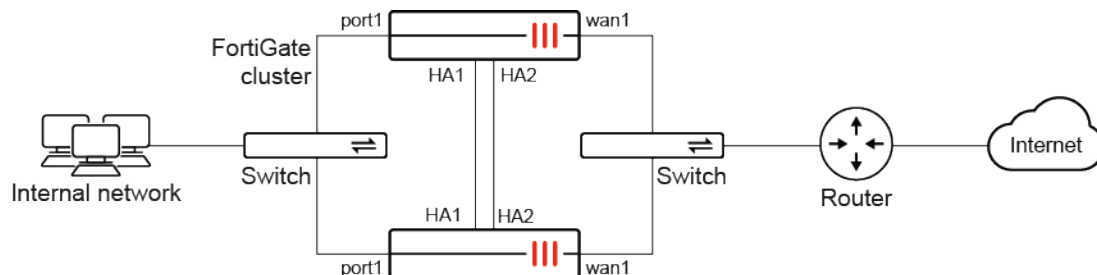 port1
wan1
FortiGate
cluster
HA1
HA2
Internal network
Switch
Switch
Router
Internet
HA1
HA2
port1
wan1